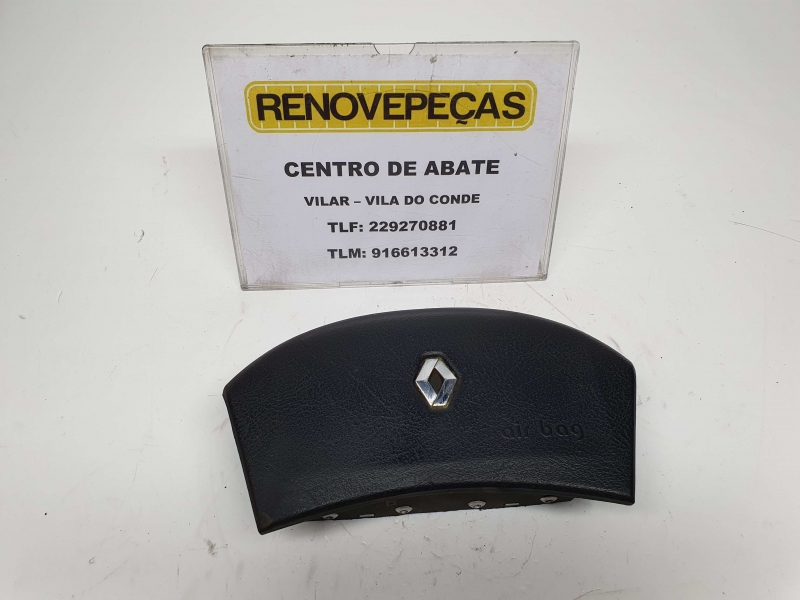 RENOVEPEÇAS
CENTRO DE ABATE
VILAR – VILA DO CONDE
TLF: 229270881
TLM: 916613312
air bag